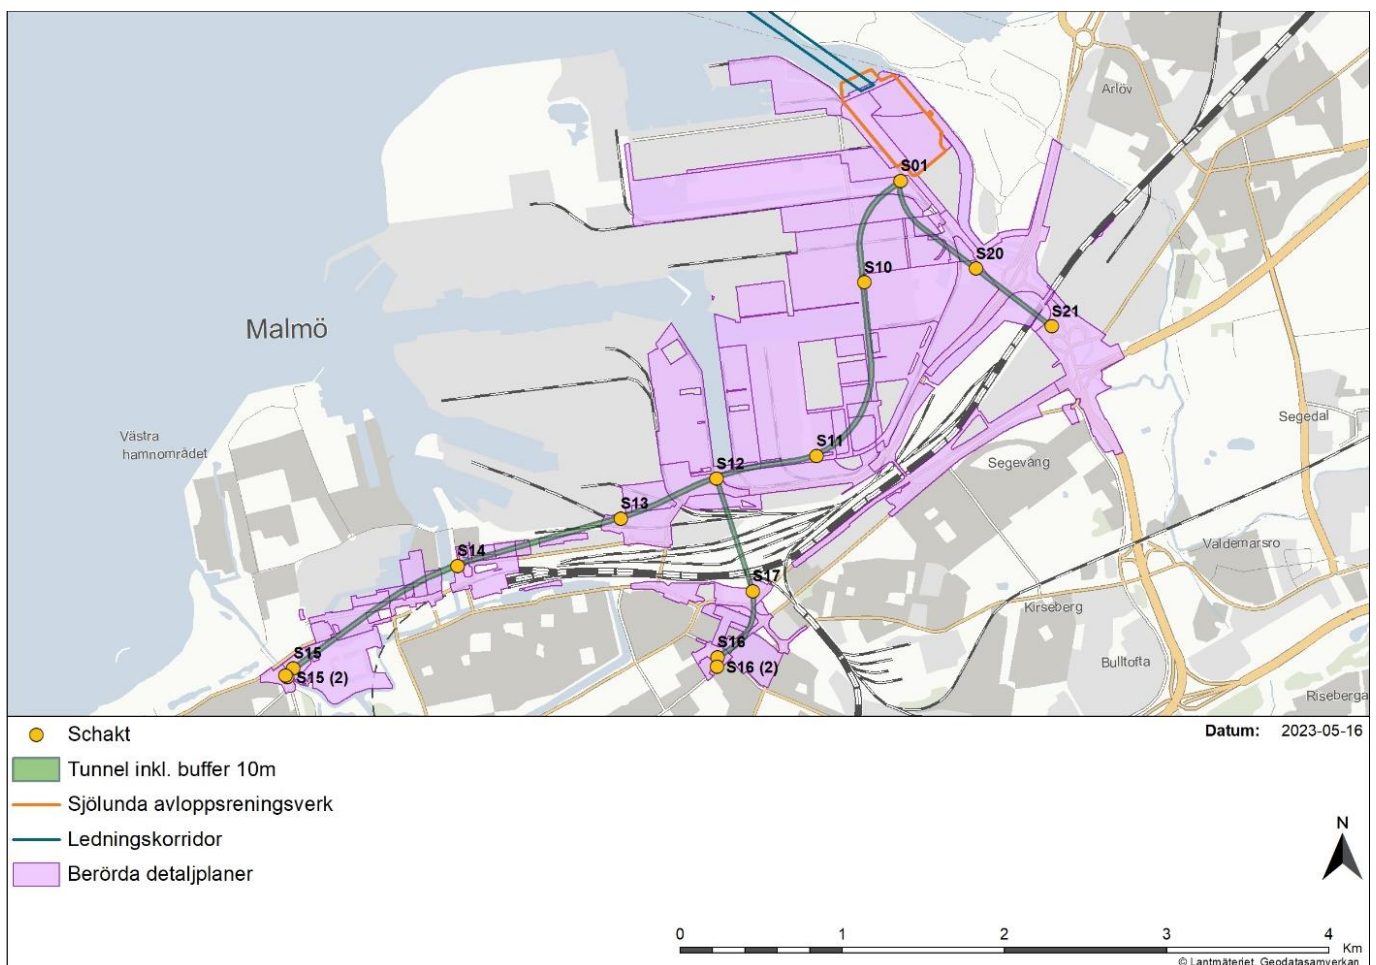 Arlöv
S01
S20
S10
S21
Malmö
Segedal
Västra
hamnområdet
S11
Segevång
S12
S13
Valdemarsro
S14
S17
Kirseberg
S16
S15
S16 (2)
Bulltofta
S15 (2)
Riseberga
Schakt
Datum: 2023-05-16
Tunnel inkl. buffer 10m
Sjölunda avloppsreningsverk
N
Ledningskorridor
Berörda detaljplaner
0 1 2 3 4
Km
© Lantmäteriet, Geodatasamverkan